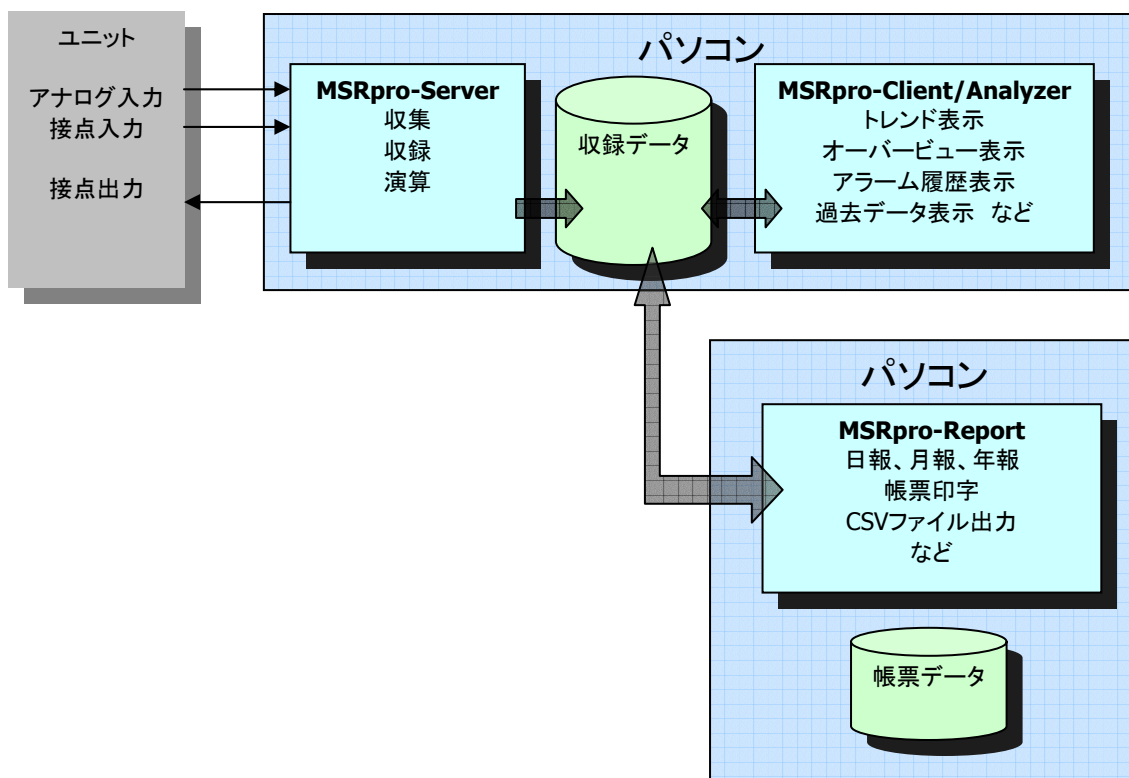 ユニット
アナログ入力
接点入力
接点出力
パソコン
MSRpro-Server
収集
収録
演算
収録データ
MSRpro-Client/Analyzer
トレンド表示
オーバービュー表示
アラーム履歴表示
過去データ表示 など
パソコン
MSRpro-Report
日報、月報、年報
帳票印字
CSVファイル出力
など
帳票データ